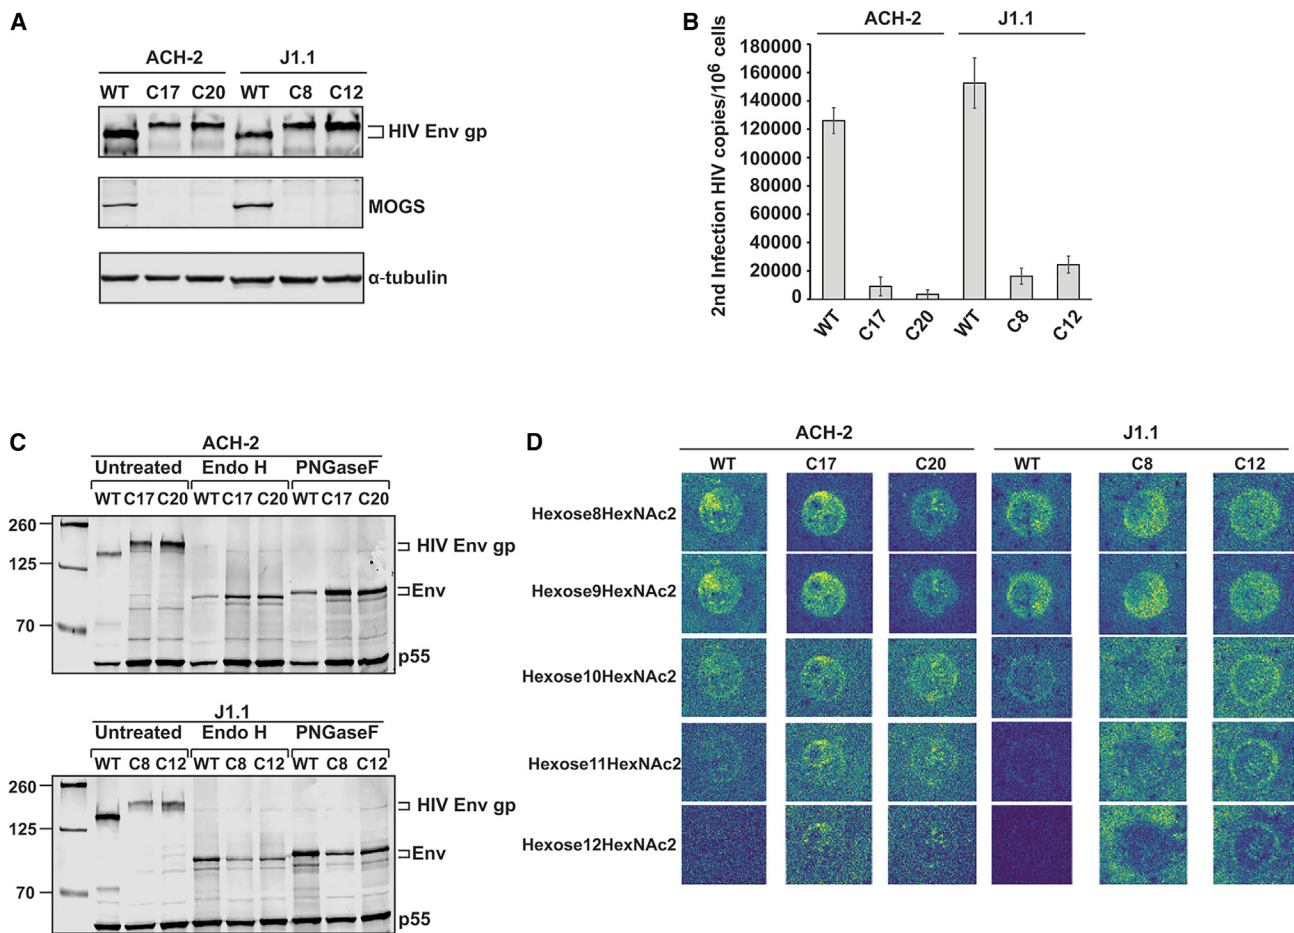 A
ACH-2 J1.1
WT C17 C20 WT C8 C12
HIV Env gp
MOGS
α-tubulin
B
ACH-2 J1.1
2nd Infection HIV copies/10⁶ cells
180000
160000
140000
120000
100000
80000
60000
40000
20000
0
WT C17 C20 WT C8 C12
C
ACH-2
Untreated Endo H PNGaseF
WT C17 C20 WT C17 C20 WT C17 C20
260
HIV Env gp
125
Env
70
p55
J1.1
Untreated Endo H PNGaseF
WT C8 C12 WT C8 C12 WT C8 C12
260
HIV Env gp
125
Env
70
p55
D
ACH-2 J1.1
WT C17 C20 WT C8 C12
Hexose8HexNAc2
Hexose9HexNAc2
Hexose10HexNAc2
Hexose11HexNAc2
Hexose12HexNAc2